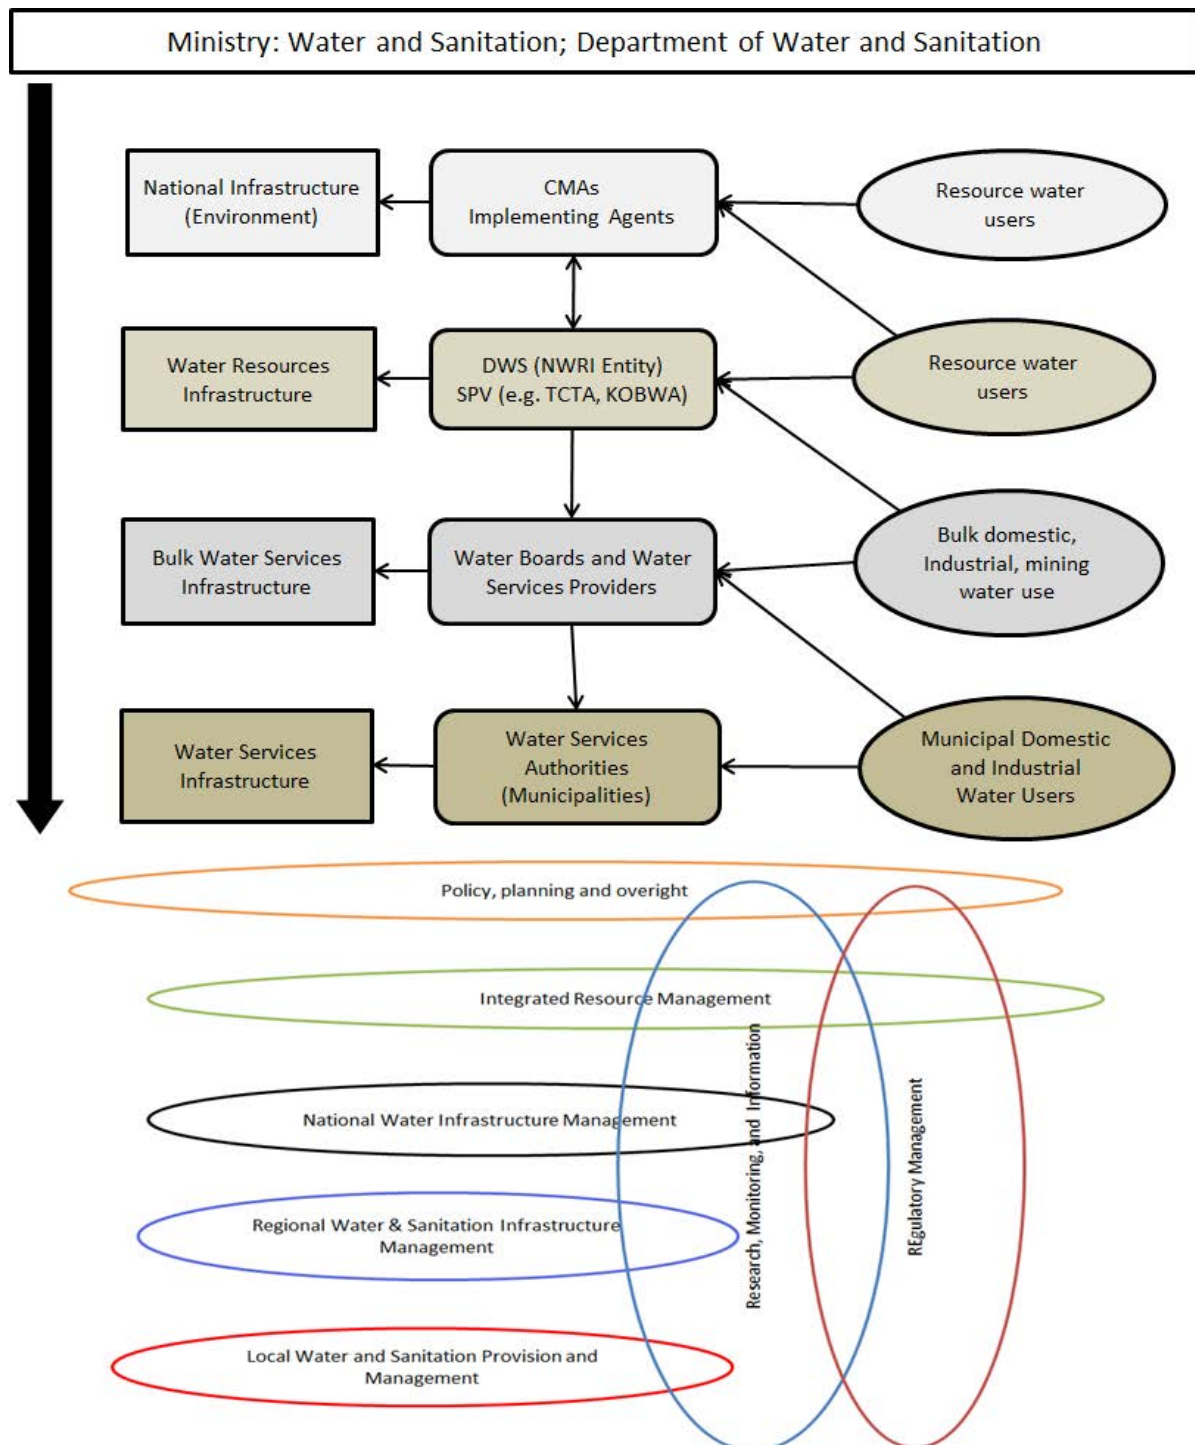 Ministry: Water and Sanitation; Department of Water and Sanitation
National Infrastructure
(Environment)
CMAs
Implementing Agents
Resource water
users
Water Resources
Infrastructure
DWS (NWRI Entity)
SPV (e.g. TCTA, KOBWA)
Resource water
users
Bulk Water Services
Infrastructure
Water Boards and Water
Services Providers
Bulk domestic,
Industrial, mining
water use
Water Services
Infrastructure
Water Services
Authorities
(Municipalities)
Municipal Domestic
and Industrial
Water Users
Policy, planning and overight
Integrated Resource Management
National Water Infrastructure Management
Regional Water & Sanitation Infrastructure
Management
Local Water and Sanitation Provision and
Management
Research, Monitoring, and Information
REgulatory Management